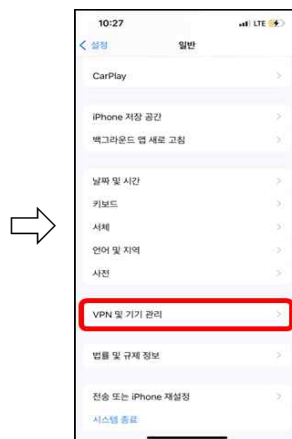 10:27 LTE
설정 일반
CarPlay
iPhone 저장 공간
백그라운드 앱 새로 고침
날짜 및 시간
키보드
서체
언어 및 지역
사전
VPN 및 기기 관리
법률 및 규제 정보
전송 또는 iPhone 재설정
시스템 종료